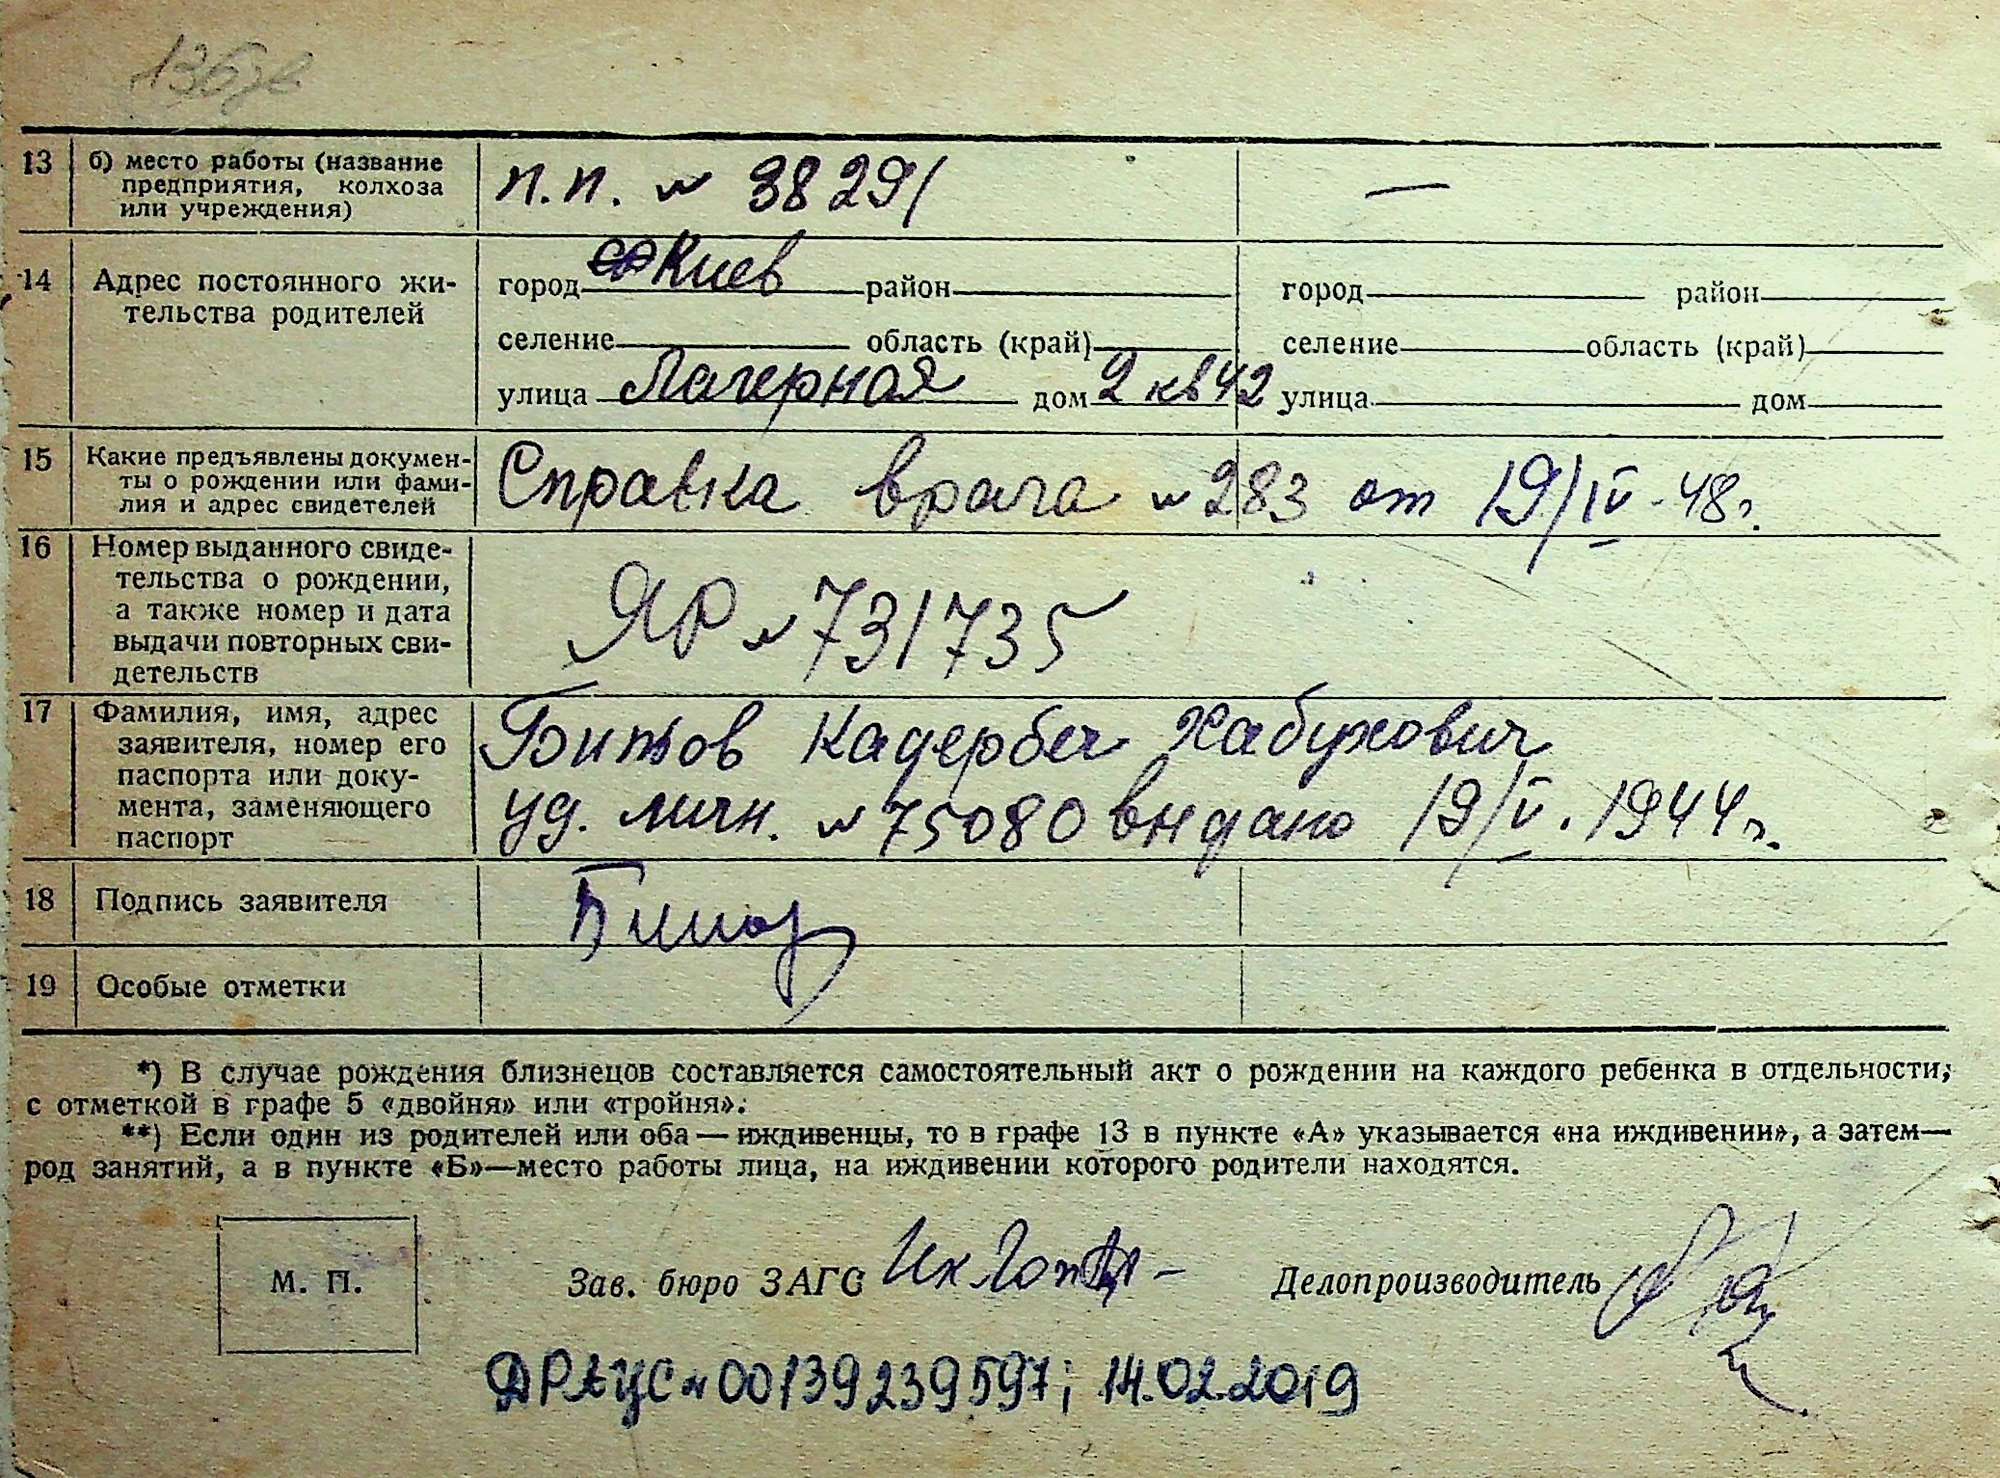 136
13 б) место работы (название предприятия, колхоза или учреждения) п.п. № 38291 —
14 Адрес постоянного жительства родителей
город Киев район город район
селение область (край) селение область (край)
улица Лагерная дом 2 кв 42 улица дом
15 Какие предъявлены документы о рождении или фамилия и адрес свидетелей Справка врача № 283 от 19/IV-48г.
16 Номер выданного свидетельства о рождении, а также номер и дата выдачи повторных свидетельств ЯР № 731735
17 Фамилия, имя, адрес заявителя, номер его паспорта или документа, заменяющего паспорт
Битов Кадербек Хабухович
уд. личн. № 75080 выдано 19/V. 1944 г.
18 Подпись заявителя
19 Особые отметки
*) В случае рождения близнецов составляется самостоятельный акт о рождении на каждого ребенка в отдельности,
с отметкой в графе 5 «двойня» или «тройня».
**) Если один из родителей или оба — иждивенцы, то в графе 13 в пункте «А» указывается «на иждивении», а затем—
род занятий, а в пункте «Б»—место работы лица, на иждивении которого родители находятся.
М. П. Зав. бюро ЗАГС Делопроизводитель
ДРАЦС № 00139239597; 14.02.2019